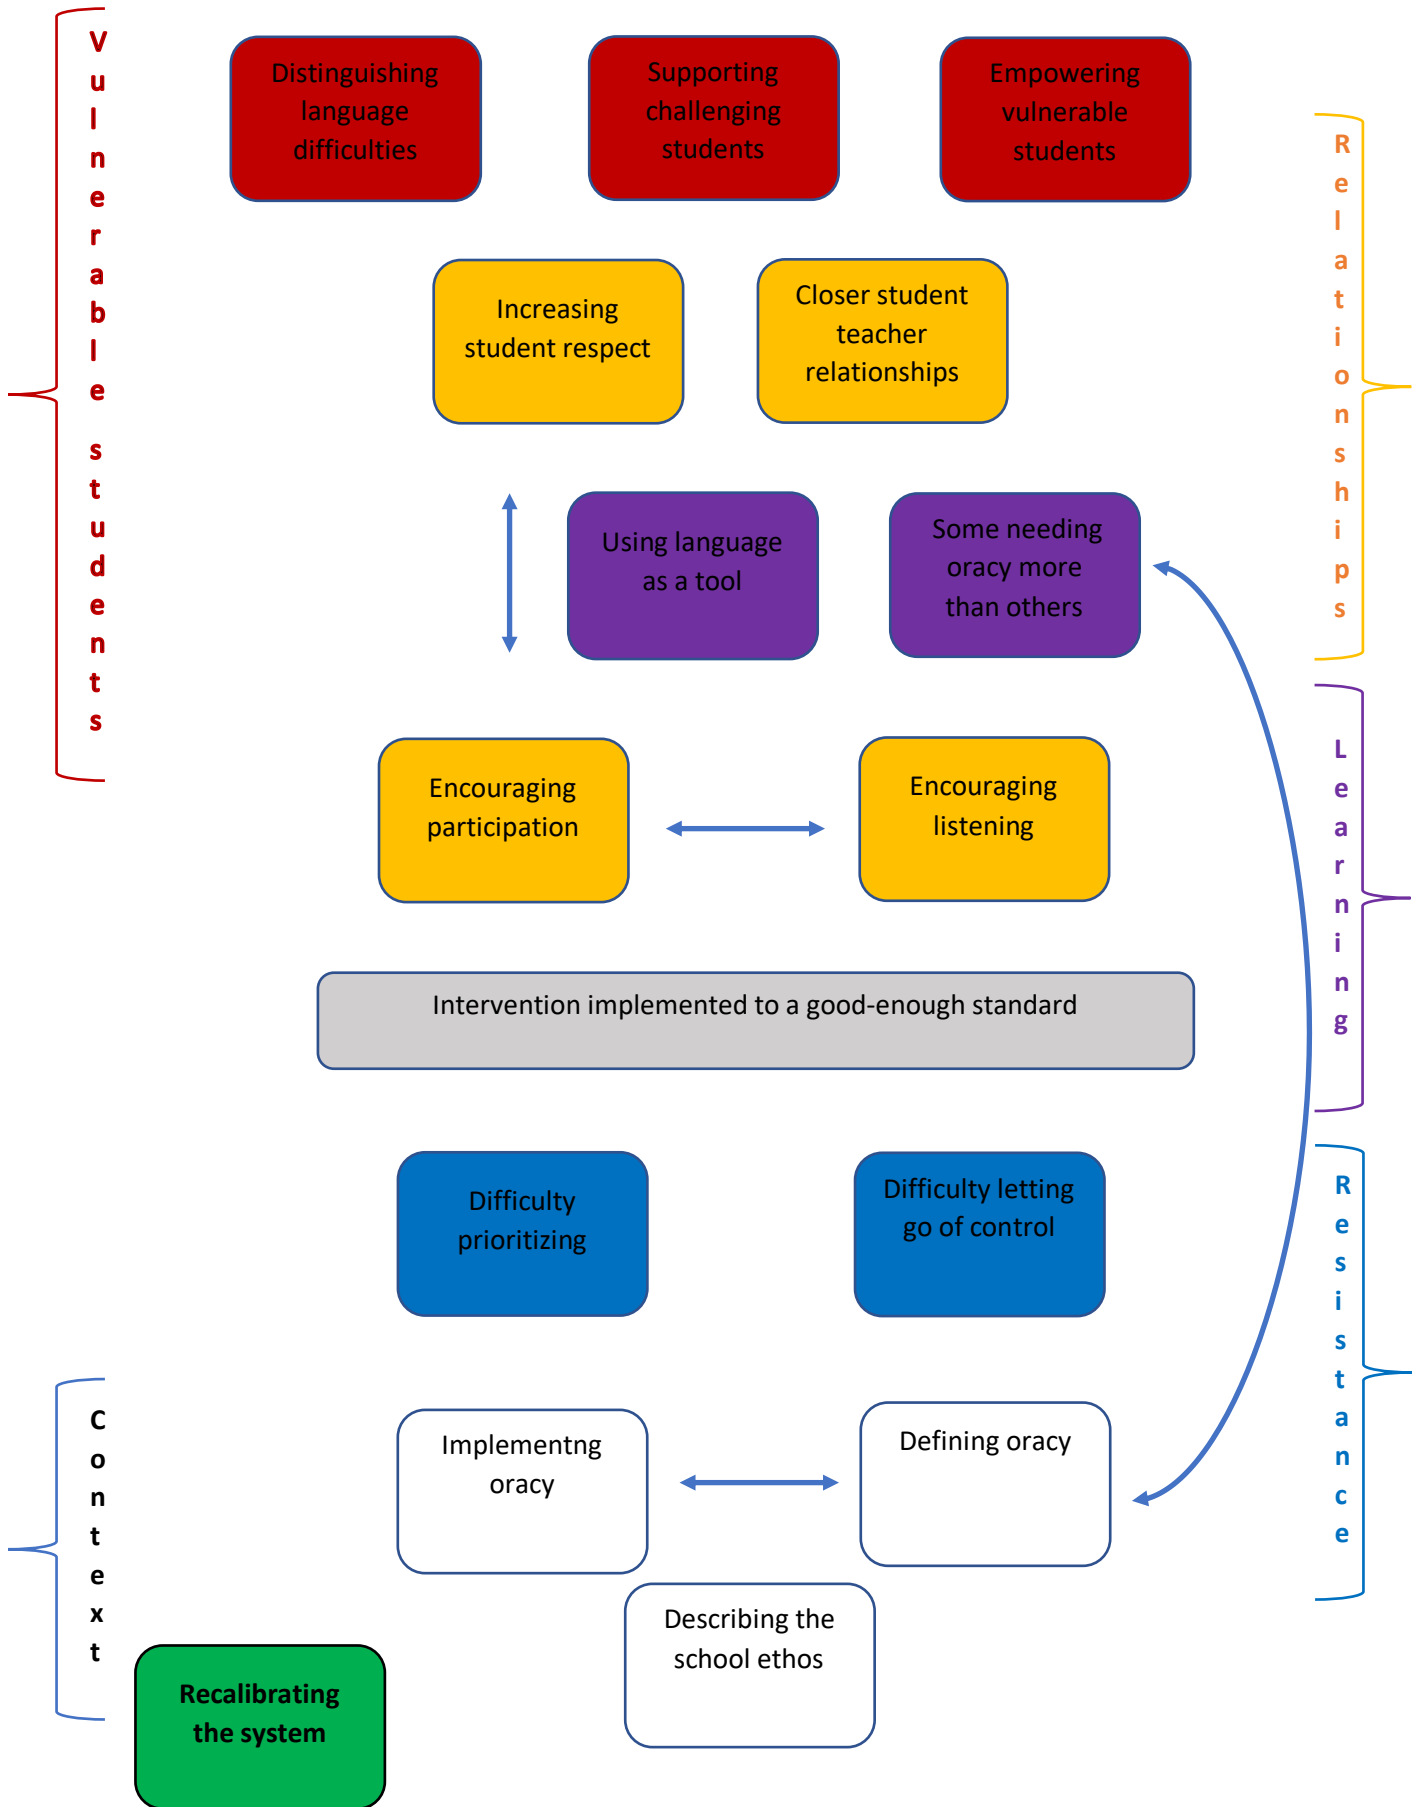 Vulnerable students
Distinguishing
language
difficulties
Supporting
challenging
students
Empowering
vulnerable
students
Relationships
Increasing
student respect
Closer student
teacher
relationships
Using language
as a tool
Some needing
oracy more
than others
Learning
Encouraging
participation
Encouraging
listening
Intervention implemented to a good-enough standard
Resistance
Difficulty
prioritizing
Difficulty letting
go of control
Context
Implementng
oracy
Defining oracy
Describing the
school ethos
Recalibrating
the system